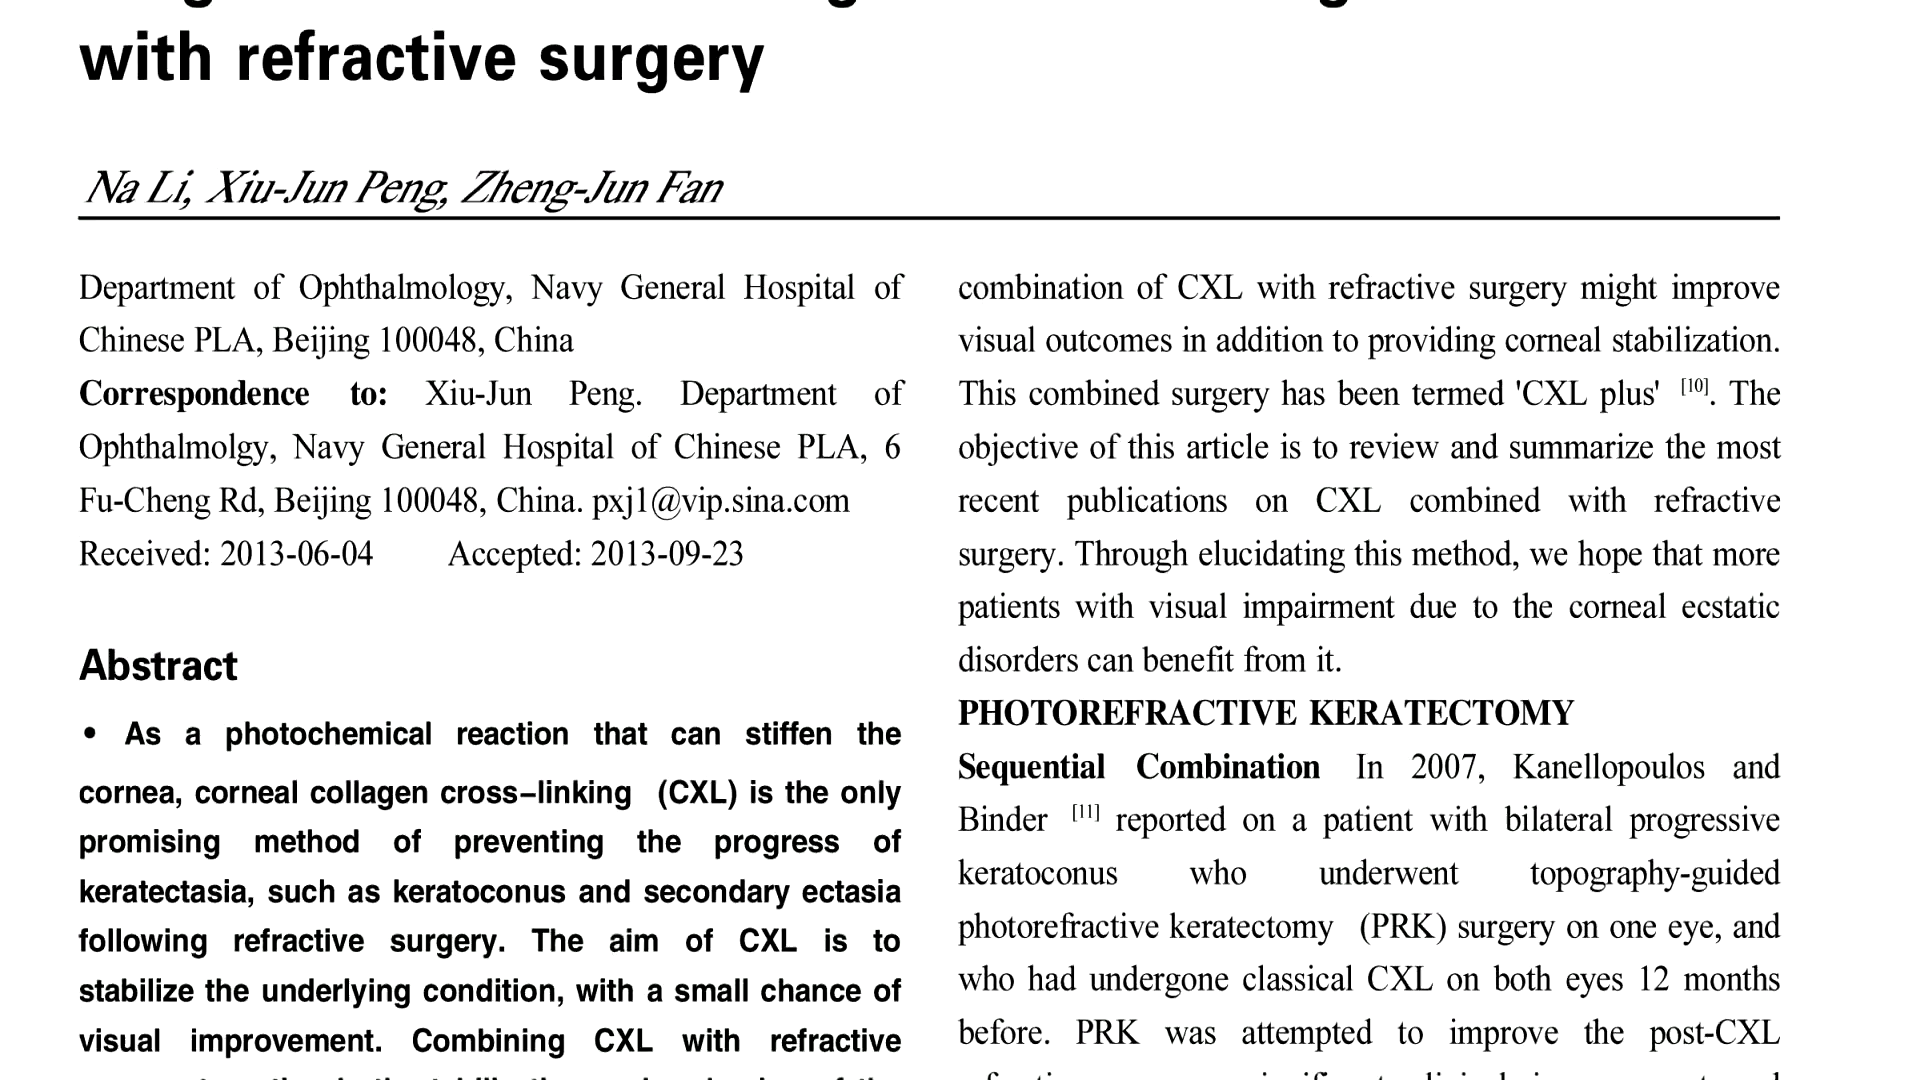 with refractive surgery
Na Li, Xiu-Jun Peng, Zheng-Jun Fan
Department of Ophthalmology, Navy General Hospital of
Chinese PLA, Beijing 100048, China
Correspondence to: Xiu-Jun Peng. Department of
Ophthalmolgy, Navy General Hospital of Chinese PLA, 6
Fu-Cheng Rd, Beijing 100048, China. pxj1@vip.sina.com
Received: 2013-06-04 Accepted: 2013-09-23
Abstract
• As a photochemical reaction that can stiffen the
cornea, corneal collagen cross-linking (CXL) is the only
promising method of preventing the progress of
keratectasia, such as keratoconus and secondary ectasia
following refractive surgery. The aim of CXL is to
stabilize the underlying condition, with a small chance of
visual improvement. Combining CXL with refractive
combination of CXL with refractive surgery might improve
visual outcomes in addition to providing corneal stabilization.
This combined surgery has been termed 'CXL plus' [10]. The
objective of this article is to review and summarize the most
recent publications on CXL combined with refractive
surgery. Through elucidating this method, we hope that more
patients with visual impairment due to the corneal ecstatic
disorders can benefit from it.
PHOTOREFRACTIVE KERATECTOMY
Sequential Combination In 2007, Kanellopoulos and
Binder [11] reported on a patient with bilateral progressive
keratoconus who underwent topography-guided
photorefractive keratectomy (PRK) surgery on one eye, and
who had undergone classical CXL on both eyes 12 months
before. PRK was attempted to improve the post-CXL